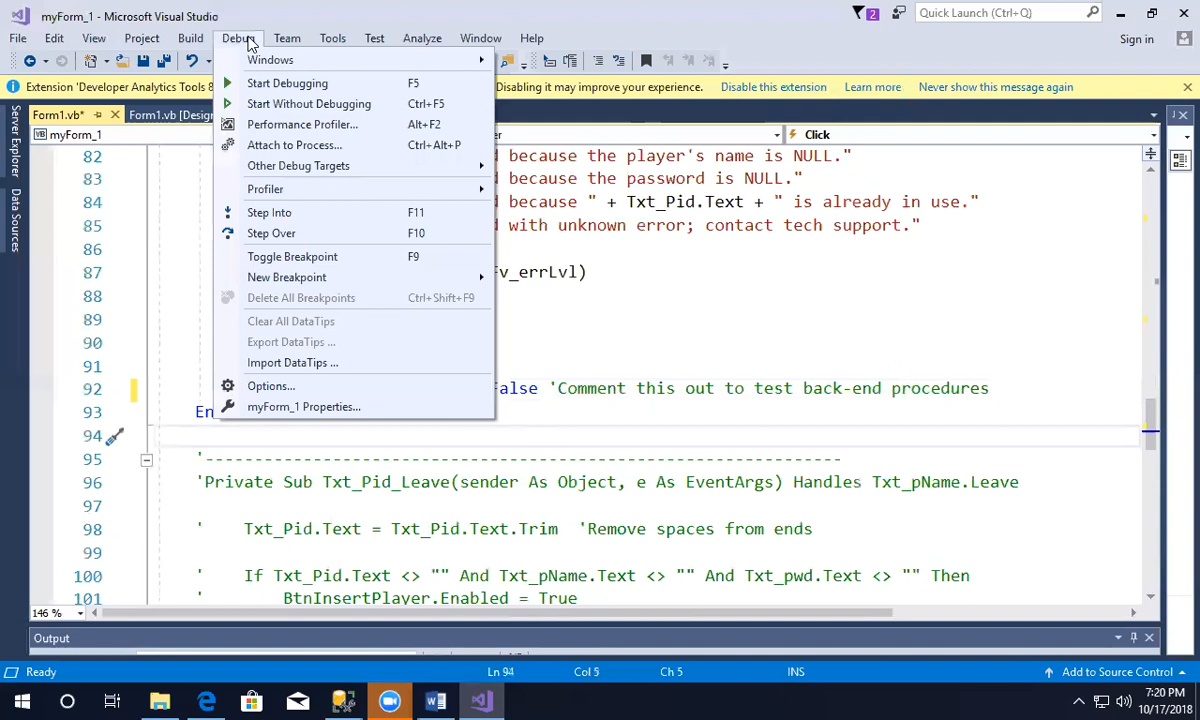 myForm_1 - Microsoft Visual Studio
2
Quick Launch (Ctrl+Q)
File Edit View Project Build Debug Team Tools Test Analyze Window Help
Sign in
Extension 'Developer Analytics Tools 8
Disabling it may improve your experience.
Disable this extension
Learn more
Never show this message again
Form1.vb*
Form1.vb [Desig
myForm_1
er
Click
Server Explorer
Data Sources
Windows
Start Debugging F5
Start Without Debugging Ctrl+F5
Performance Profiler... Alt+F2
Attach to Process... Ctrl+Alt+P
Other Debug Targets
Profiler
Step Into F11
Step Over F10
Toggle Breakpoint F9
New Breakpoint
Delete All Breakpoints Ctrl+Shift+F9
Clear All DataTips
Export DataTips ...
Import DataTips ...
Options...
myForm_1 Properties...
82 d because the player's name is NULL."
83 d because the password is NULL."
84 d because " + Txt_Pid.Text + " is already in use."
85 d with unknown error; contact tech support."
86
87 v_errLvl)
88
89
90
91
92 alse 'Comment this out to test back-end procedures
93 En
94
95 '-----------------------------------------------------------------
96 'Private Sub Txt_Pid_Leave(sender As Object, e As EventArgs) Handles Txt_pName.Leave
97
98 ' Txt_Pid.Text = Txt_Pid.Text.Trim 'Remove spaces from ends
99
100 ' If Txt_Pid.Text <> "" And Txt_pName.Text <> "" And Txt_pwd.Text <> "" Then
101 ' BtnInsertPlayer.Enabled = True
146 %
Output
Ready
Ln 94
Col 5
Ch 5
INS
Add to Source Control
7:20 PM
10/17/2018